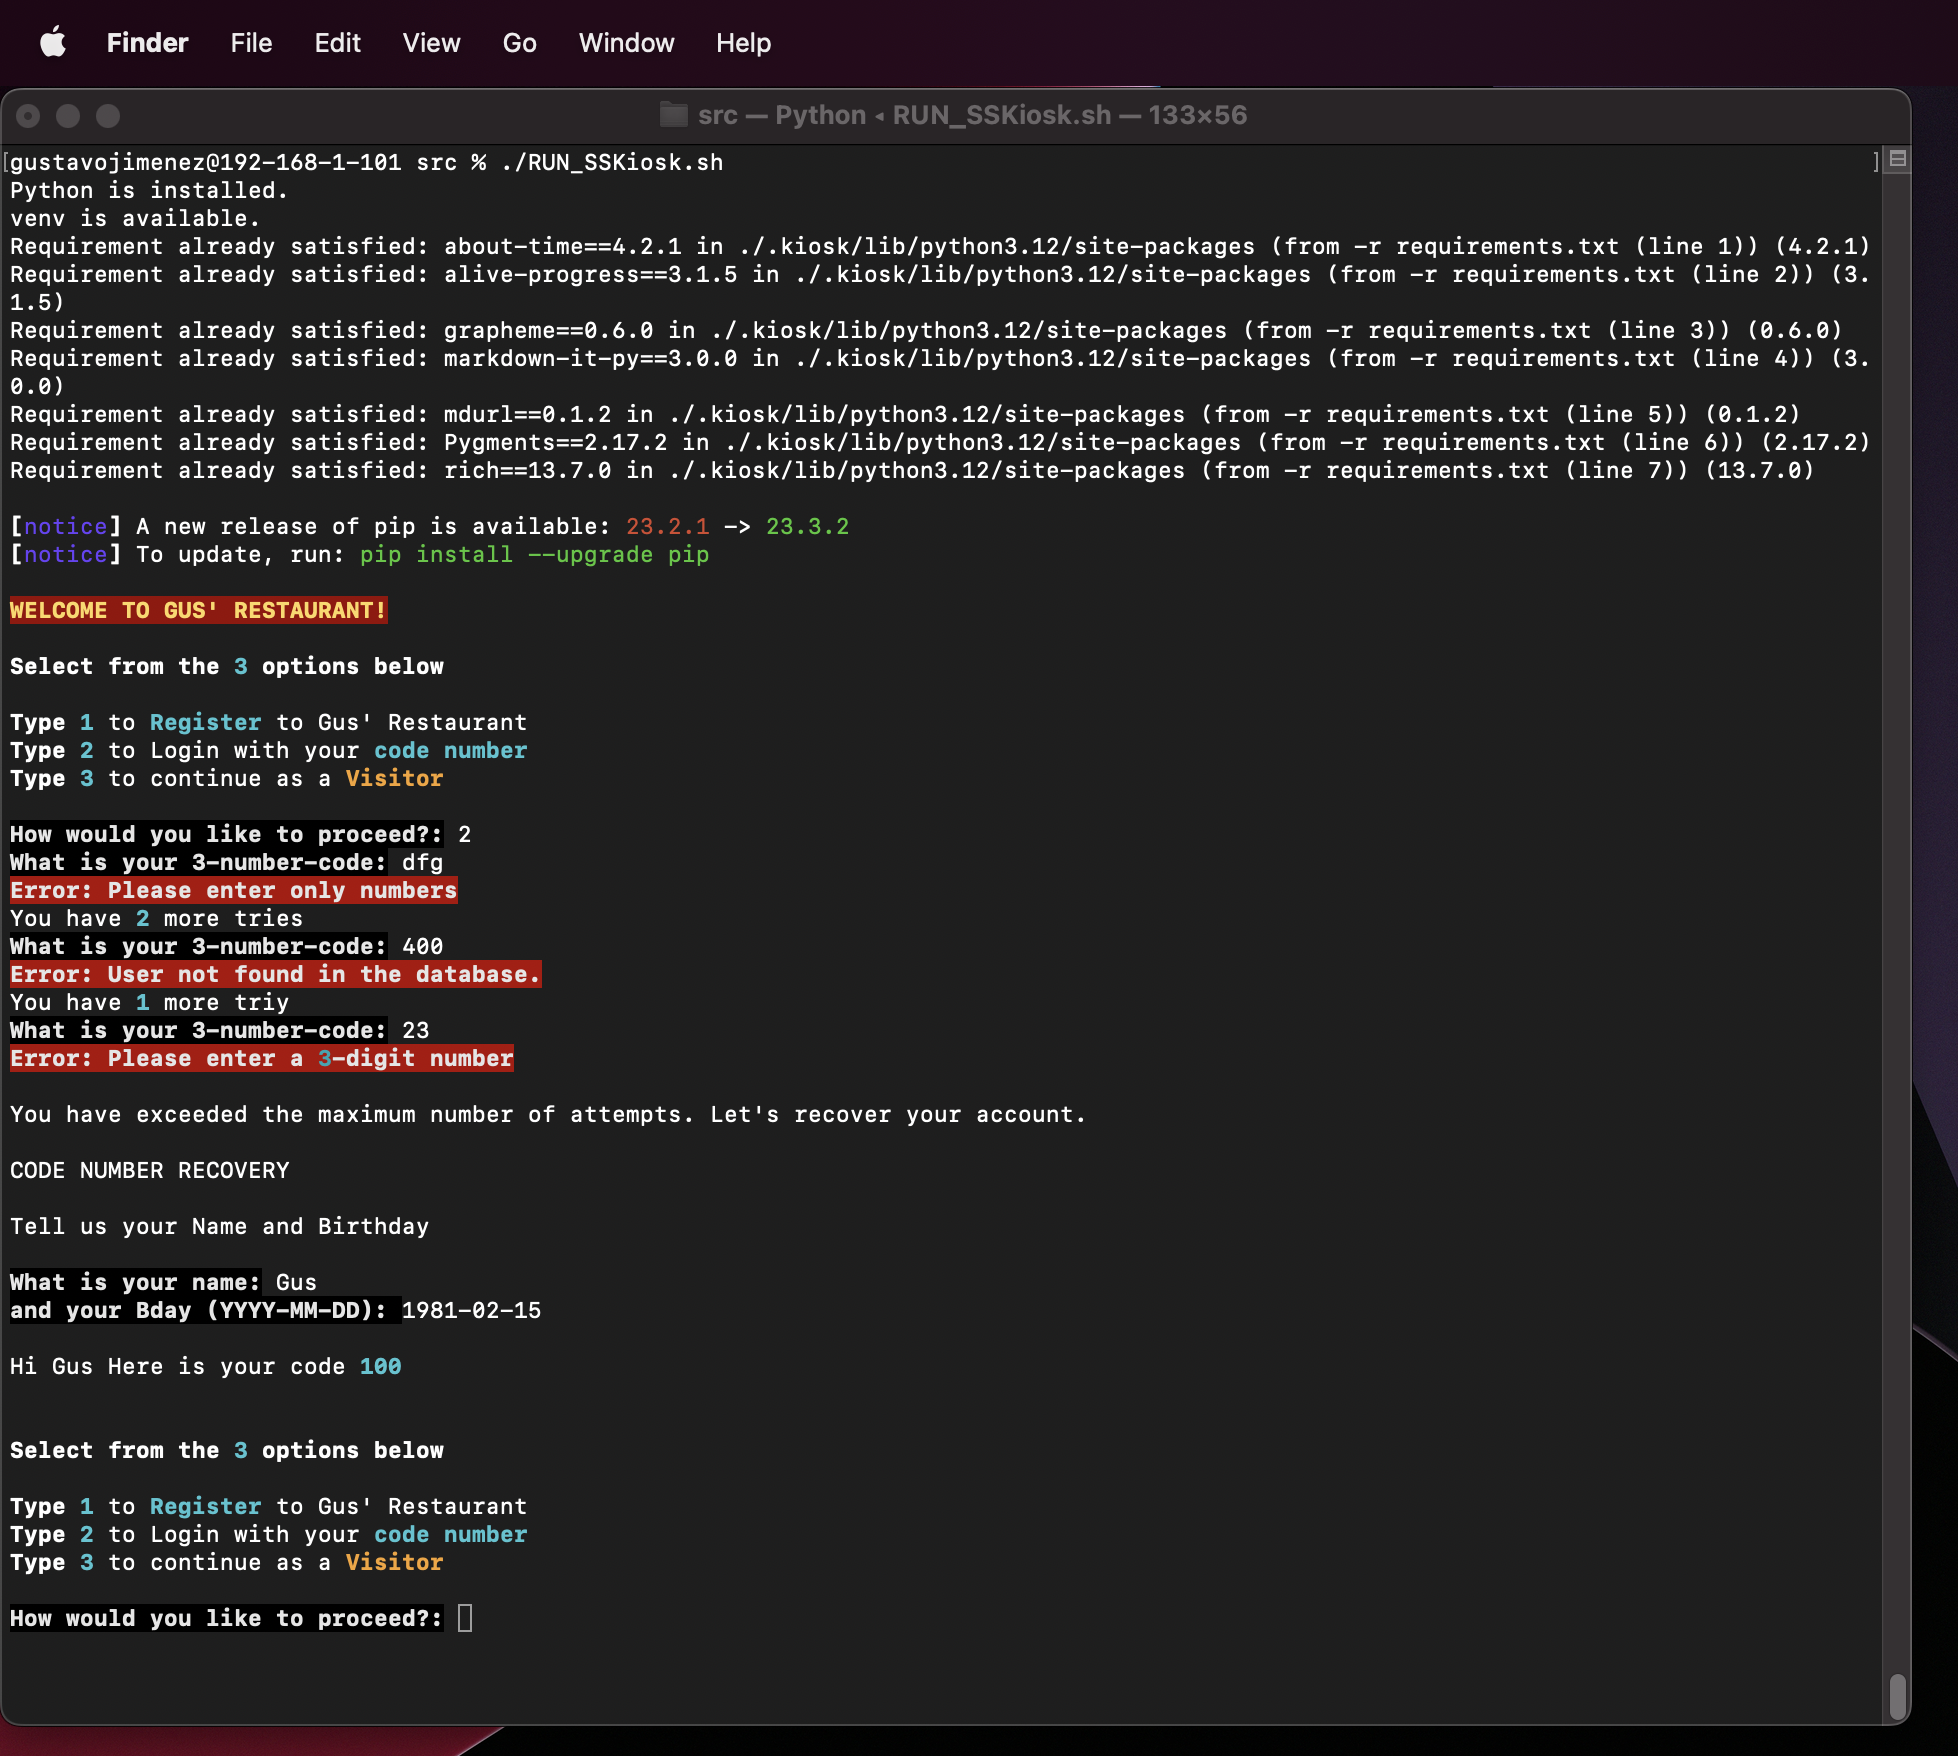 Finder File Edit View Go Window Help
src — Python ◂ RUN_SSKiosk.sh — 133×56
[gustavojimenez@192-168-1-101 src % ./RUN_SSKiosk.sh ]
Python is installed.
venv is available.
Requirement already satisfied: about-time==4.2.1 in ./.kiosk/lib/python3.12/site-packages (from -r requirements.txt (line 1)) (4.2.1)
Requirement already satisfied: alive-progress==3.1.5 in ./.kiosk/lib/python3.12/site-packages (from -r requirements.txt (line 2)) (3.
1.5)
Requirement already satisfied: grapheme==0.6.0 in ./.kiosk/lib/python3.12/site-packages (from -r requirements.txt (line 3)) (0.6.0)
Requirement already satisfied: markdown-it-py==3.0.0 in ./.kiosk/lib/python3.12/site-packages (from -r requirements.txt (line 4)) (3.
0.0)
Requirement already satisfied: mdurl==0.1.2 in ./.kiosk/lib/python3.12/site-packages (from -r requirements.txt (line 5)) (0.1.2)
Requirement already satisfied: Pygments==2.17.2 in ./.kiosk/lib/python3.12/site-packages (from -r requirements.txt (line 6)) (2.17.2)
Requirement already satisfied: rich==13.7.0 in ./.kiosk/lib/python3.12/site-packages (from -r requirements.txt (line 7)) (13.7.0)
[notice] A new release of pip is available: 23.2.1 -> 23.3.2
[notice] To update, run: pip install --upgrade pip
WELCOME TO GUS' RESTAURANT!
Select from the 3 options below
Type 1 to Register to Gus' Restaurant
Type 2 to Login with your code number
Type 3 to continue as a Visitor
How would you like to proceed?: 2
What is your 3-number-code: dfg
Error: Please enter only numbers
You have 2 more tries
What is your 3-number-code: 400
Error: User not found in the database.
You have 1 more triy
What is your 3-number-code: 23
Error: Please enter a 3-digit number
You have exceeded the maximum number of attempts. Let's recover your account.
CODE NUMBER RECOVERY
Tell us your Name and Birthday
What is your name: Gus
and your Bday (YYYY-MM-DD): 1981-02-15
Hi Gus Here is your code 100
Select from the 3 options below
Type 1 to Register to Gus' Restaurant
Type 2 to Login with your code number
Type 3 to continue as a Visitor
How would you like to proceed?: